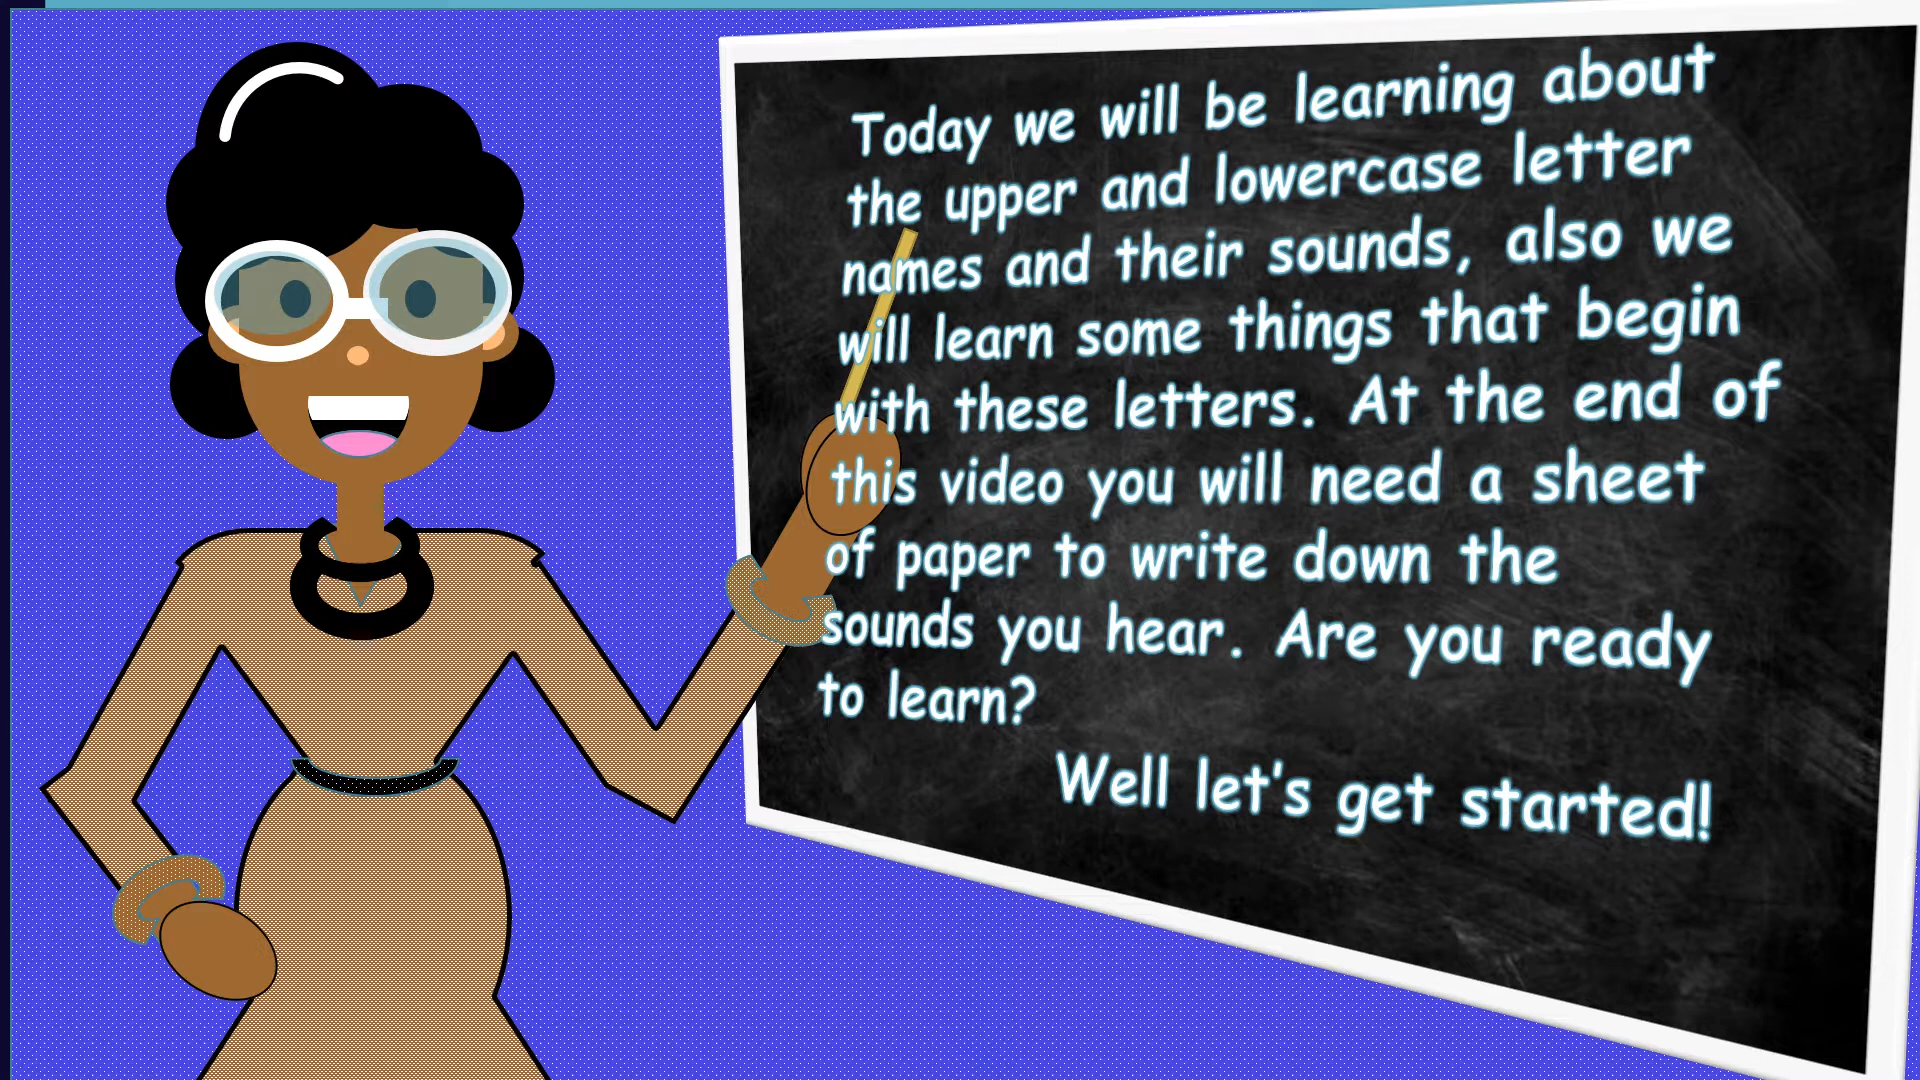 Today we will be learning about
the upper and lowercase letter
names and their sounds, also we
will learn some things that begin
with these letters. At the end of
this video you will need a sheet
of paper to write down the
sounds you hear. Are you ready
to learn?
Well let's get started!